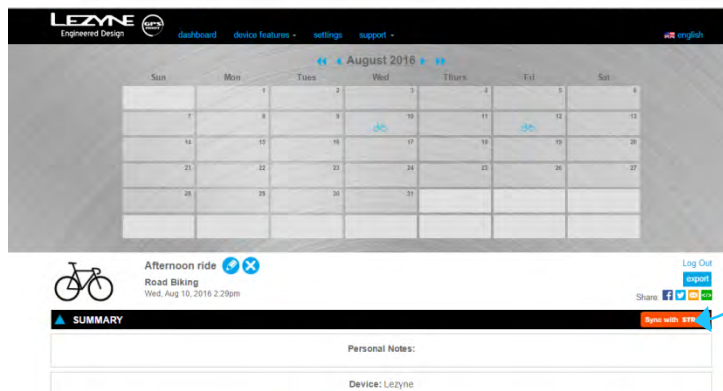 LEZYNE
Engineered Design
GPS
dashboard device features settings support english
August 2016
Sun Mon Tues Wed Thurs Fri Sat
1 2 3 4 5 6
7 8 9 10 11 12 13
14 15 16 17 18 19 20
21 22 23 24 25 26 27
28 29 30 31
Afternoon ride
Log Out
Road Biking
export
Wed, Aug 10, 2016 2:29pm
Share:
SUMMARY
Sync with STR
Personal Notes:
Device: Lezyne